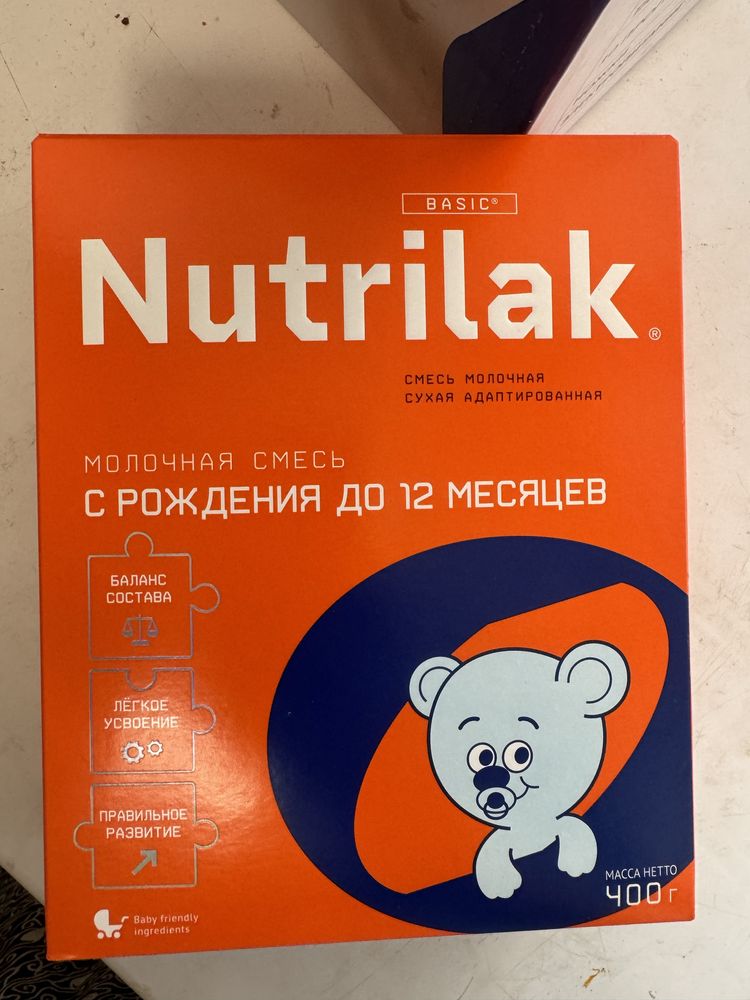 BASIC®
Nutrilak®
СМЕСЬ МОЛОЧНАЯ
СУХАЯ АДАПТИРОВАННАЯ
МОЛОЧНАЯ СМЕСЬ
С РОЖДЕНИЯ ДО 12 МЕСЯЦЕВ
БАЛАНС
СОСТАВА
ЛЁГКОЕ
УСВОЕНИЕ
ПРАВИЛЬНОЕ
РАЗВИТИЕ
Baby friendly
ingredients
МАССА НЕТТО
400 г